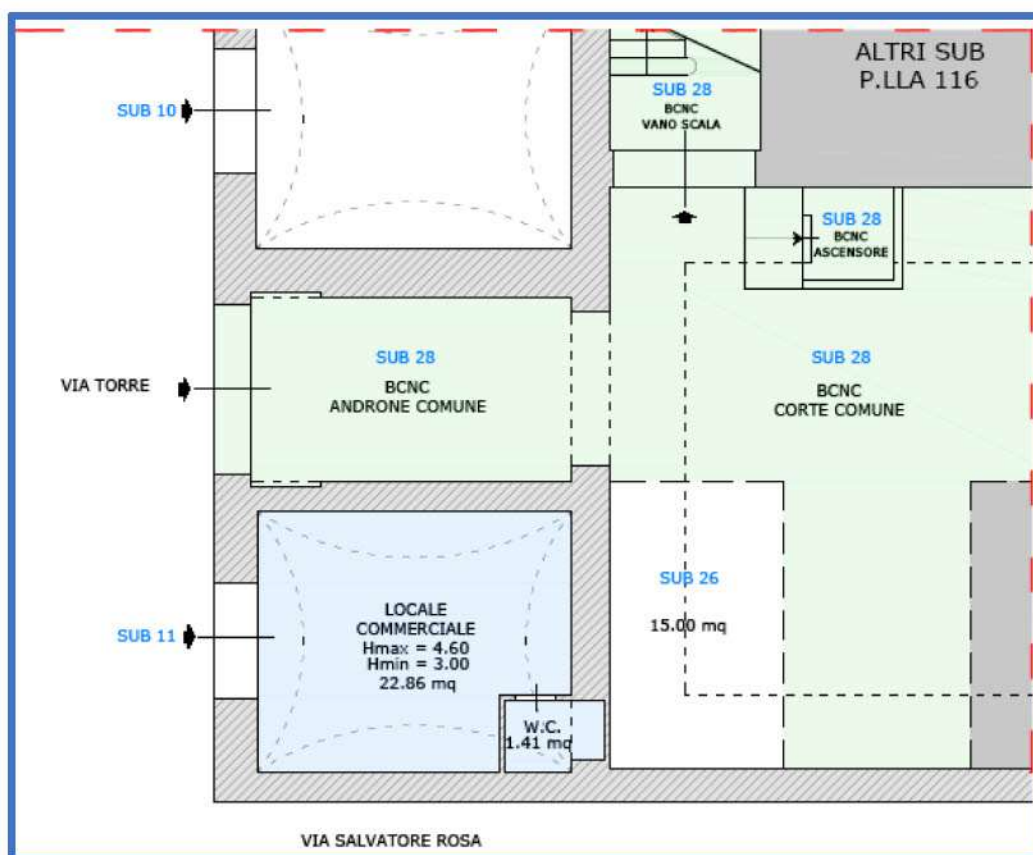 ALTRI SUB
P.LLA 116
SUB 10
SUB 28
BCNC
VANO SCALA
SUB 28
BCNC
ASCENSORE
VIA TORRE
SUB 28
BCNC
ANDRONE COMUNE
SUB 28
BCNC
CORTE COMUNE
SUB 11
LOCALE
COMMERCIALE
Hmax = 4.60
Hmin = 3.00
22.86 mq
SUB 26
15.00 mq
W.C.
1.41 mq
VIA SALVATORE ROSA